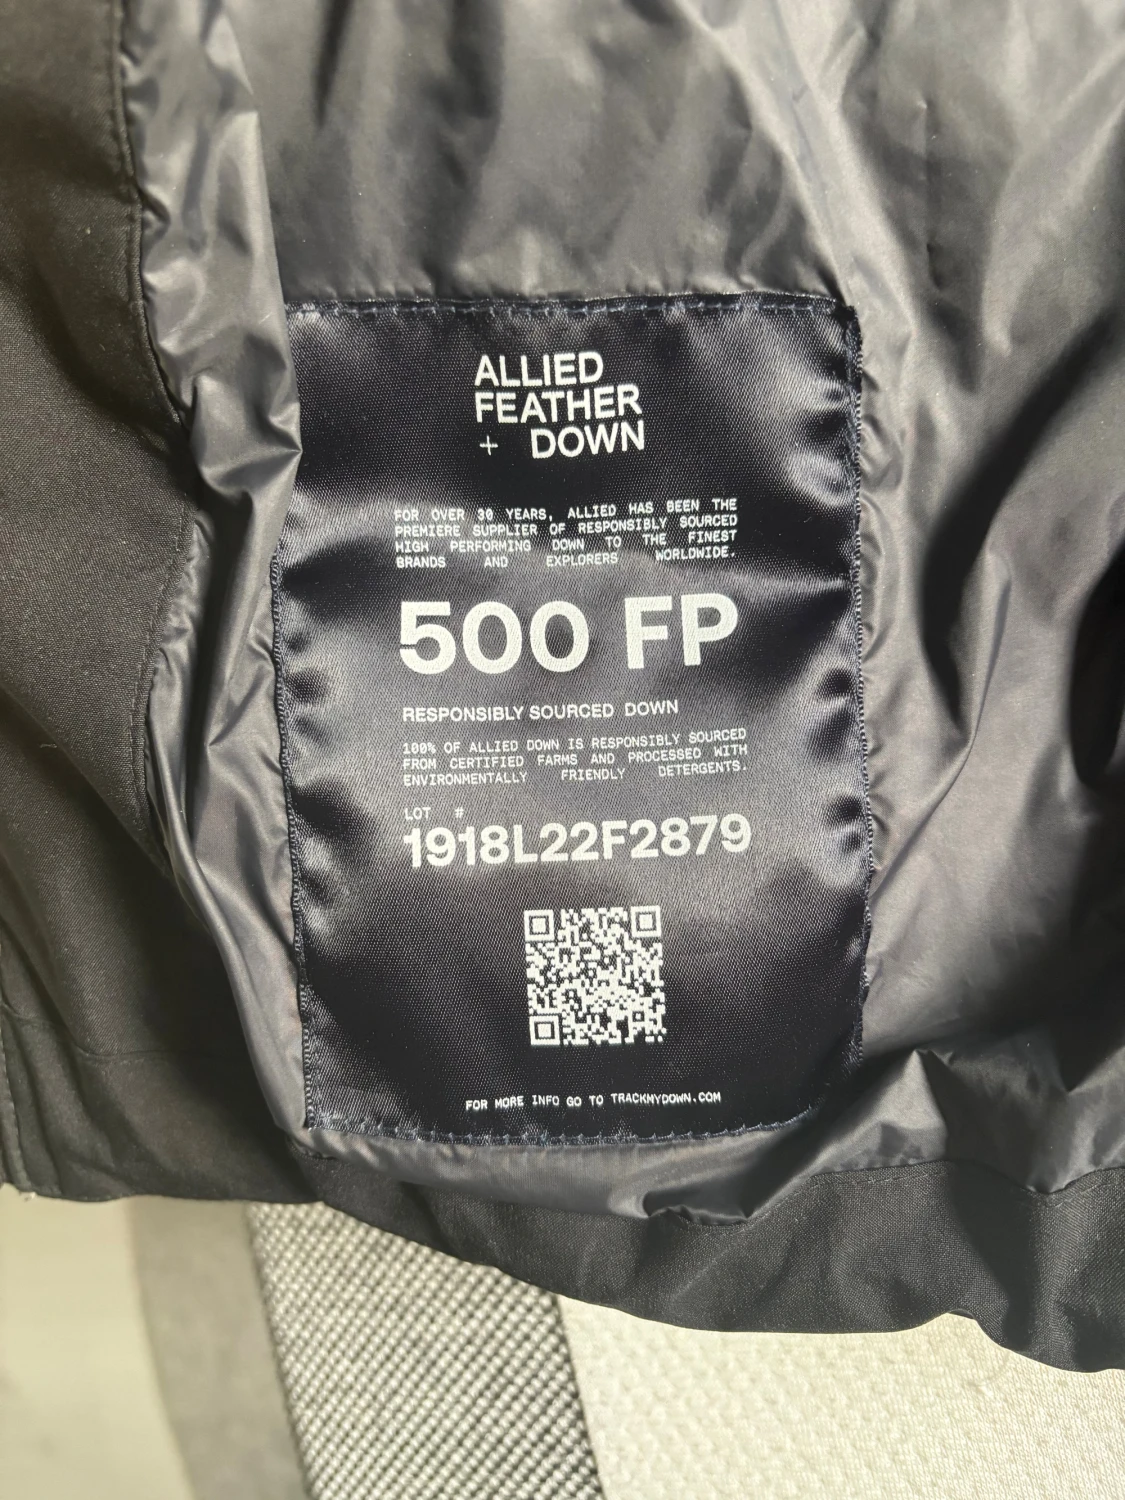 ALLIED
FEATHER
+ DOWN
FOR OVER 30 YEARS, ALLIED HAS BEEN THE
PREMIERE SUPPLIER OF RESPONSIBLY SOURCED
HIGH PERFORMING DOWN TO THE FINEST
BRANDS AND EXPLORERS WORLDWIDE.
500 FP
RESPONSIBLY SOURCED DOWN
100% OF ALLIED DOWN IS RESPONSIBLY SOURCED
FROM CERTIFIED FARMS AND PROCESSED WITH
ENVIRONMENTALLY FRIENDLY DETERGENTS.
LOT #
1918L22F2879
FOR MORE INFO GO TO TRACKMYDOWN.COM